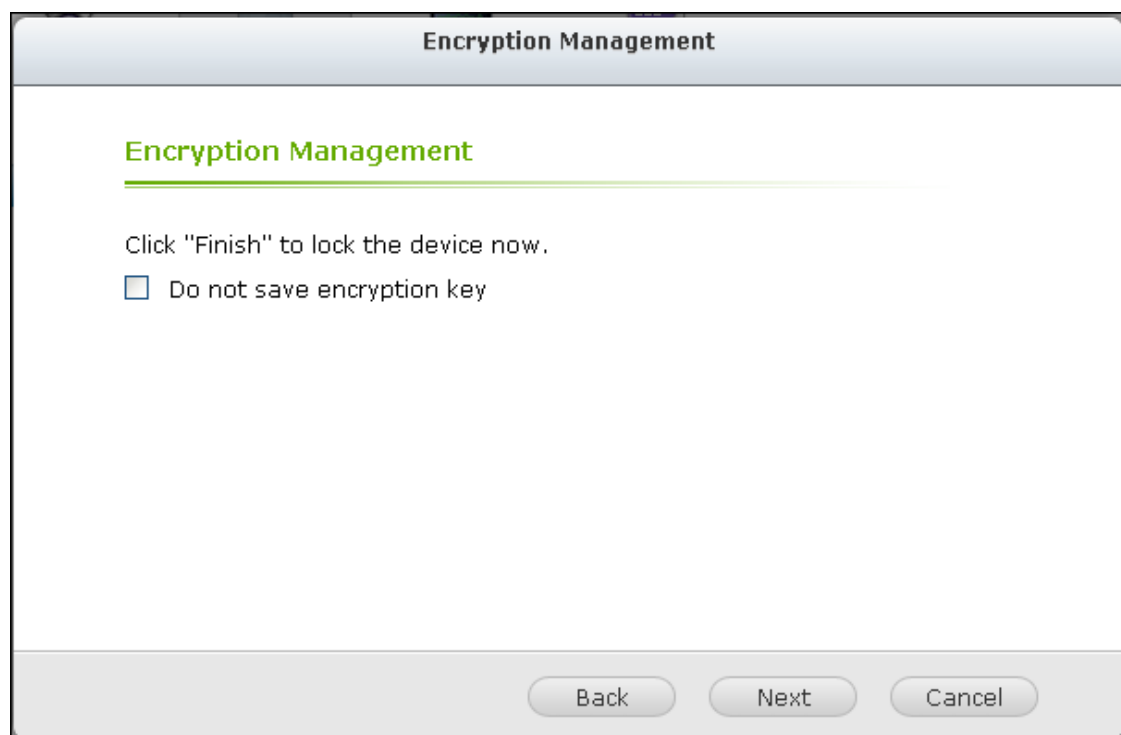 Encryption Management
Encryption Management
Click "Finish" to lock the device now.
Do not save encryption key
Back Next Cancel